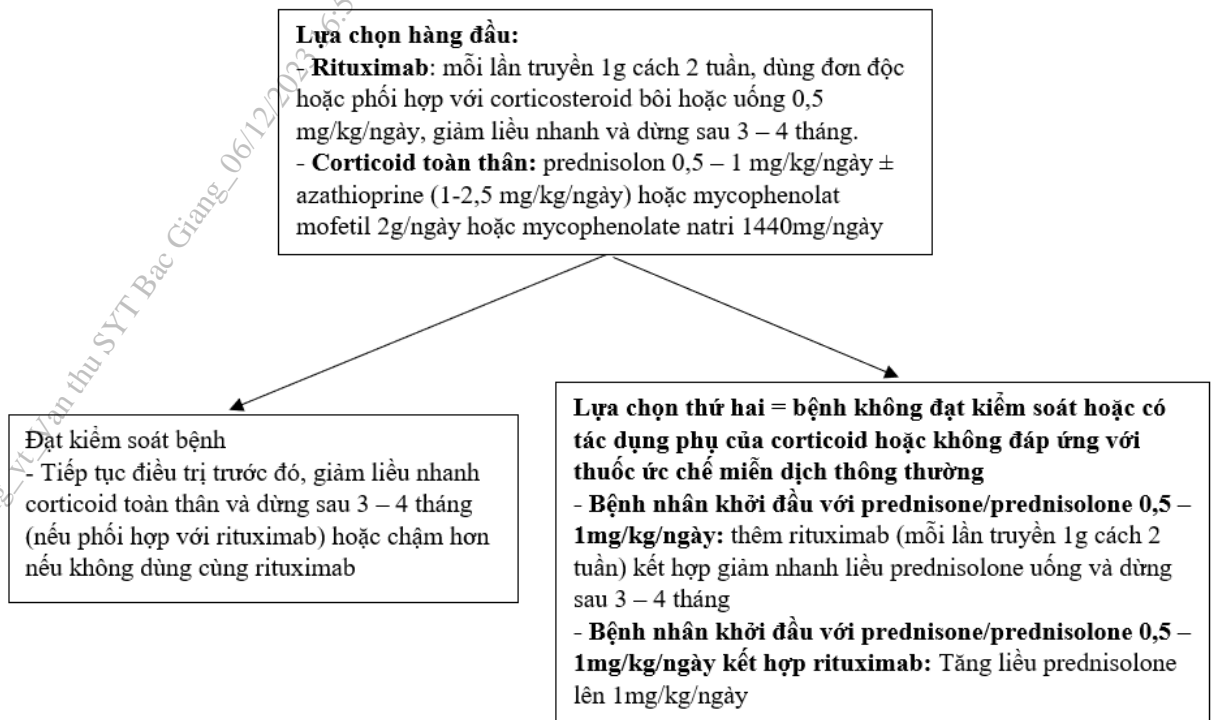 Lựa chọn hàng đầu:
- Rituximab: mỗi lần truyền 1g cách 2 tuần, dùng đơn độc
hoặc phối hợp với corticosteroid bôi hoặc uống 0,5
mg/kg/ngày, giảm liều nhanh và dừng sau 3 – 4 tháng.
- Corticoid toàn thân: prednisolon 0,5 – 1 mg/kg/ngày ±
azathioprine (1-2,5 mg/kg/ngày) hoặc mycophenolat
mofetil 2g/ngày hoặc mycophenolate natri 1440mg/ngày
Đạt kiểm soát bệnh
- Tiếp tục điều trị trước đó, giảm liều nhanh
corticoid toàn thân và dừng sau 3 – 4 tháng
(nếu phối hợp với rituximab) hoặc chậm hơn
nếu không dùng cùng rituximab
Lựa chọn thứ hai = bệnh không đạt kiểm soát hoặc có
tác dụng phụ của corticoid hoặc không đáp ứng với
thuốc ức chế miễn dịch thông thường
- Bệnh nhân khởi đầu với prednisone/prednisolone 0,5 –
1mg/kg/ngày: thêm rituximab (mỗi lần truyền 1g cách 2
tuần) kết hợp giảm nhanh liều prednisolone uống và dừng
sau 3 – 4 tháng
- Bệnh nhân khởi đầu với prednisone/prednisolone 0,5 –
1mg/kg/ngày kết hợp rituximab: Tăng liều prednisolone
lên 1mg/kg/ngày
vt_Van thu SYT Bac Giang_06/12/2023